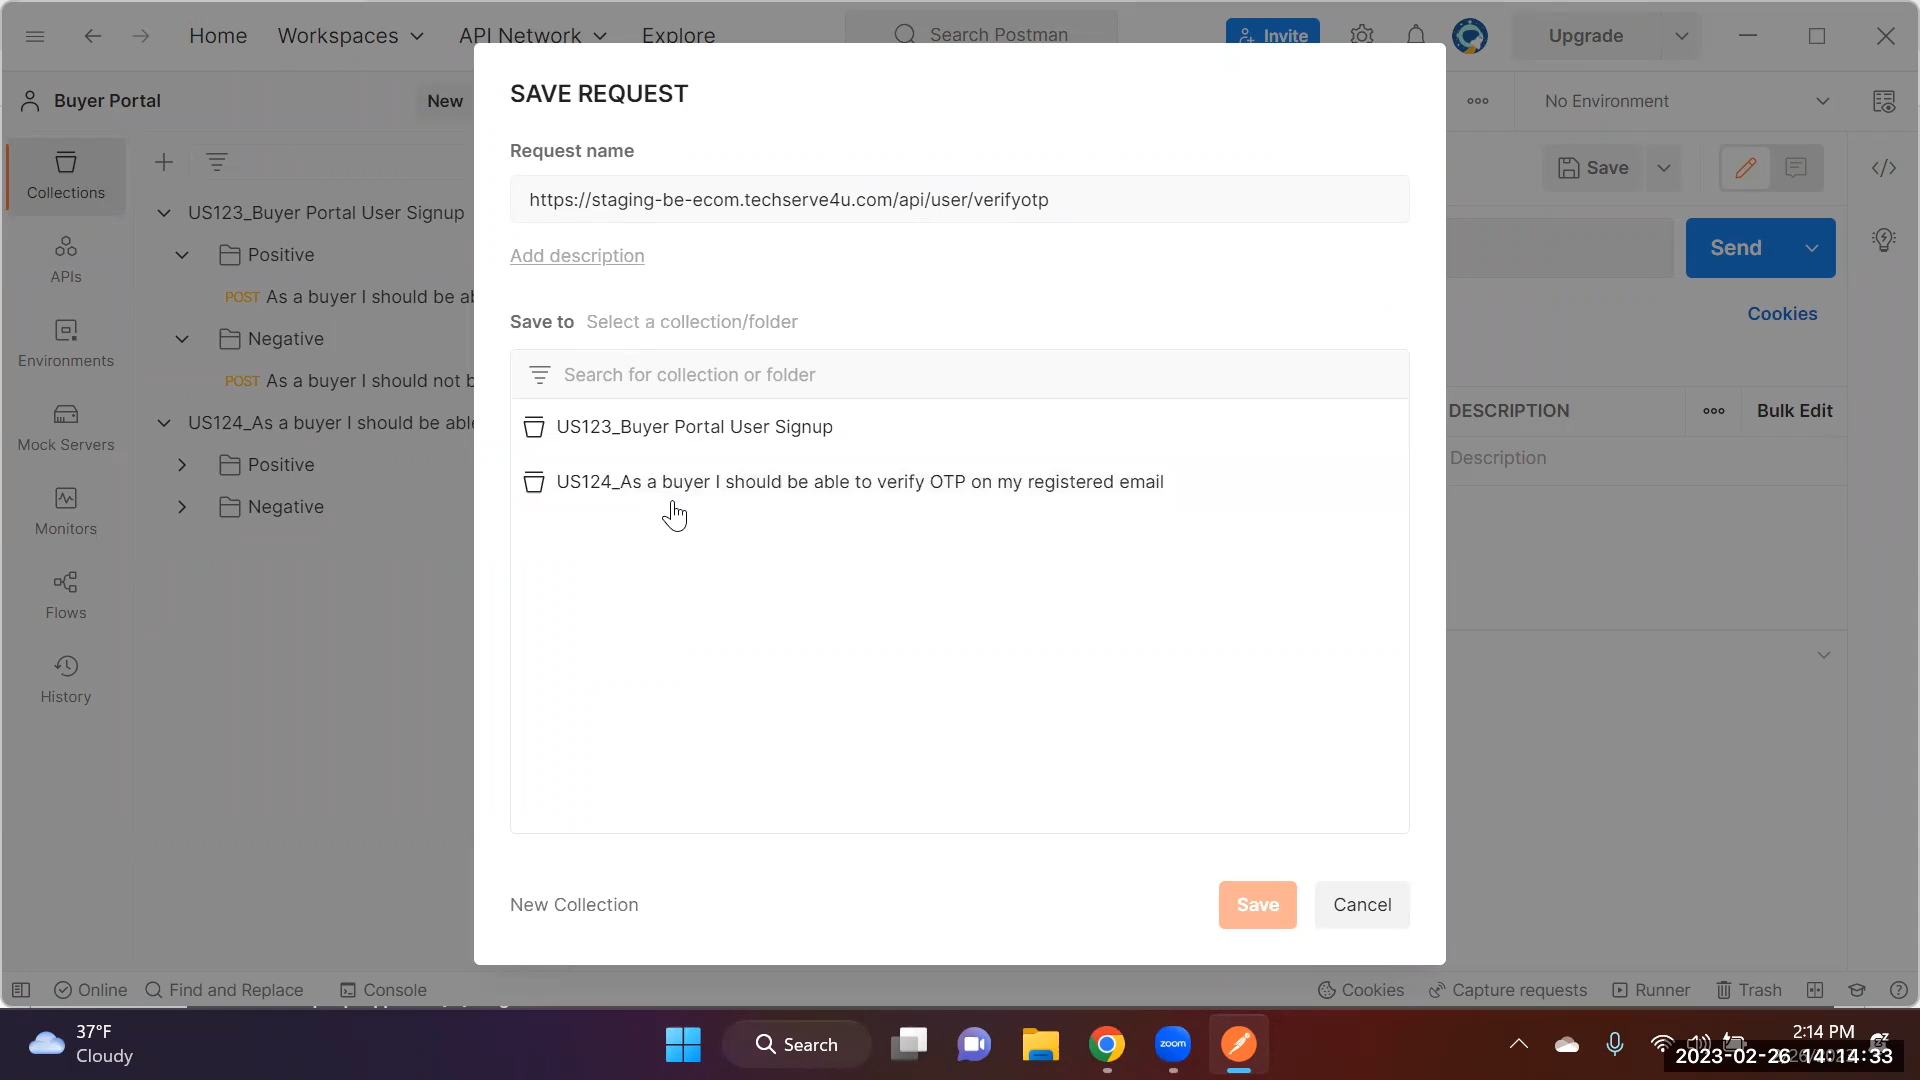 Home
Workspaces
API Network
Explore
Search Postman
Invite
Upgrade
Buyer Portal
New
No Environment
SAVE REQUEST
Request name
https://staging-be-ecom.techserve4u.com/api/user/verifyotp
Add description
Save to Select a collection/folder
Search for collection or folder
US123_Buyer Portal User Signup
US124_As a buyer I should be able to verify OTP on my registered email
New Collection
Save
Cancel
Collections
APIs
Environments
Mock Servers
Monitors
Flows
History
US123_Buyer Portal User Signup
Positive
POST As a buyer I should be ab
Negative
POST As a buyer I should not b
US124_As a buyer I should be able
Positive
Negative
Save
Send
Cookies
DESCRIPTION
Bulk Edit
Description
Online
Find and Replace
Console
Cookies
Capture requests
Runner
Trash
37°F
Cloudy
Search
zoom
2:14 PM
2023-02-26 14:14:33